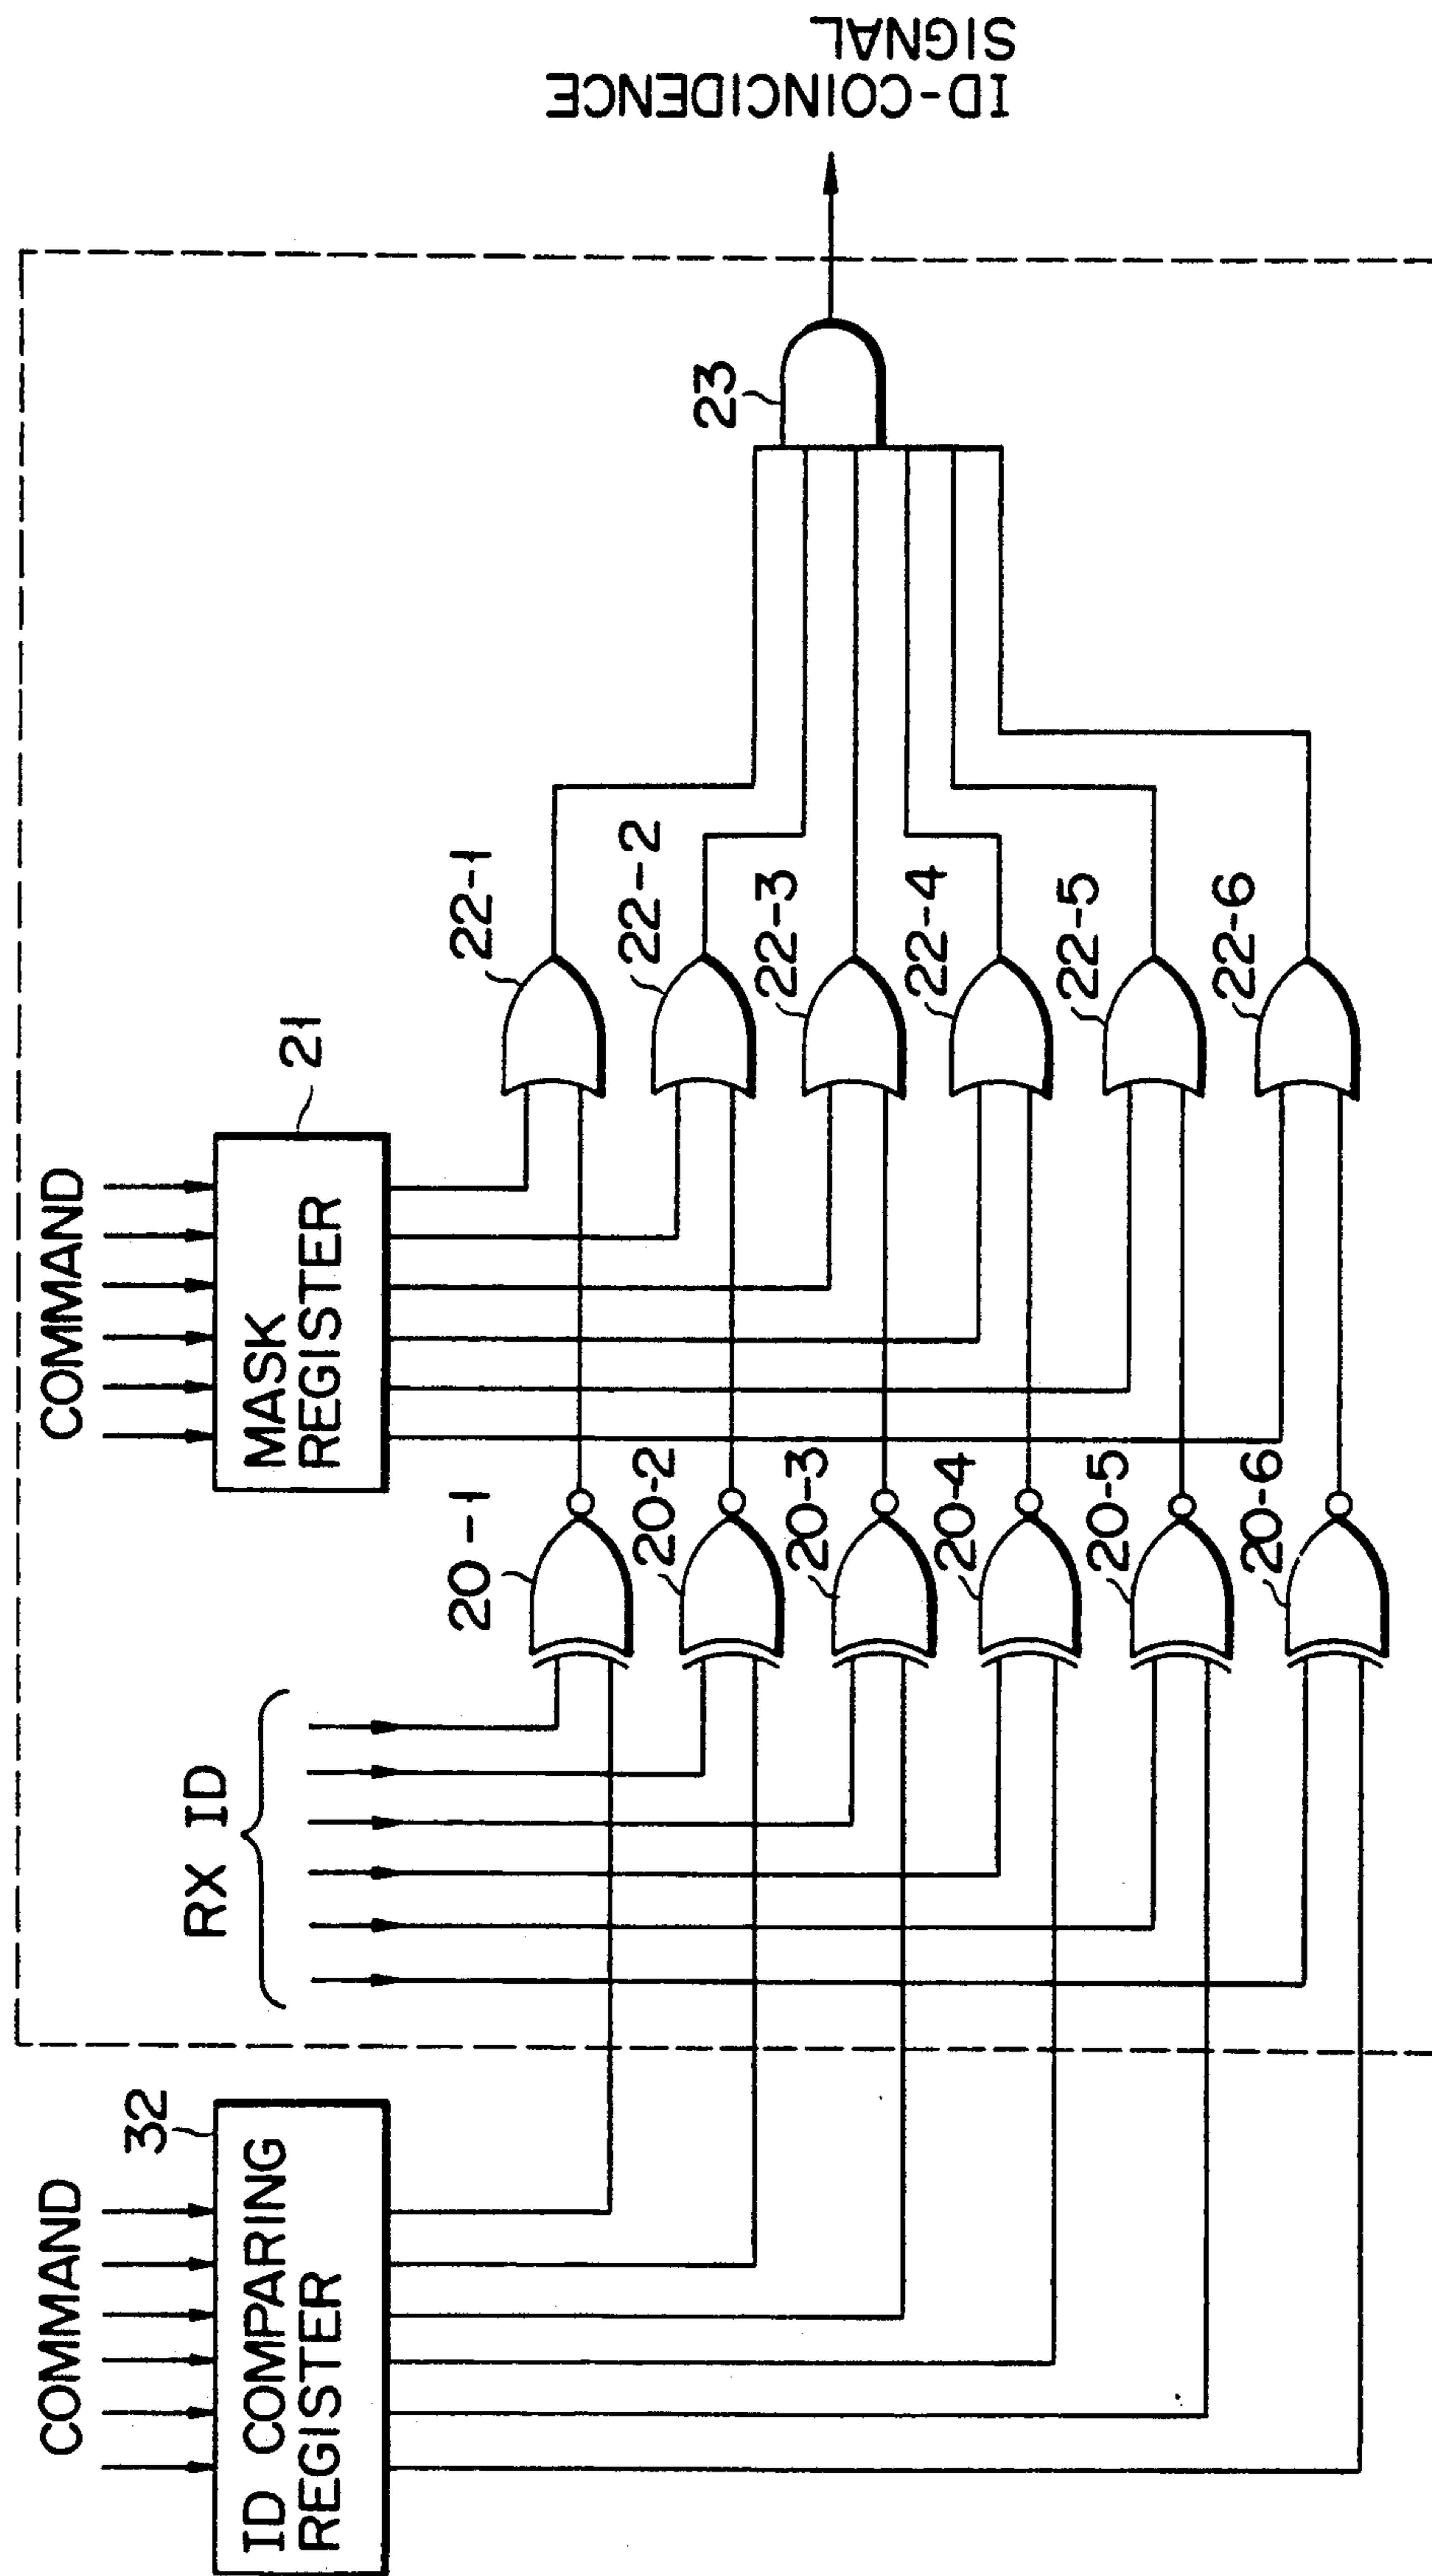 COMMAND
32
ID COMPARING
REGISTER
RX ID
COMMAND
21
MASK
REGISTER
20-1
20-2
20-3
20-4
20-5
20-6
22-1
22-2
22-3
22-4
22-5
22-6
23
ID-COINCIDENCE
SIGNAL